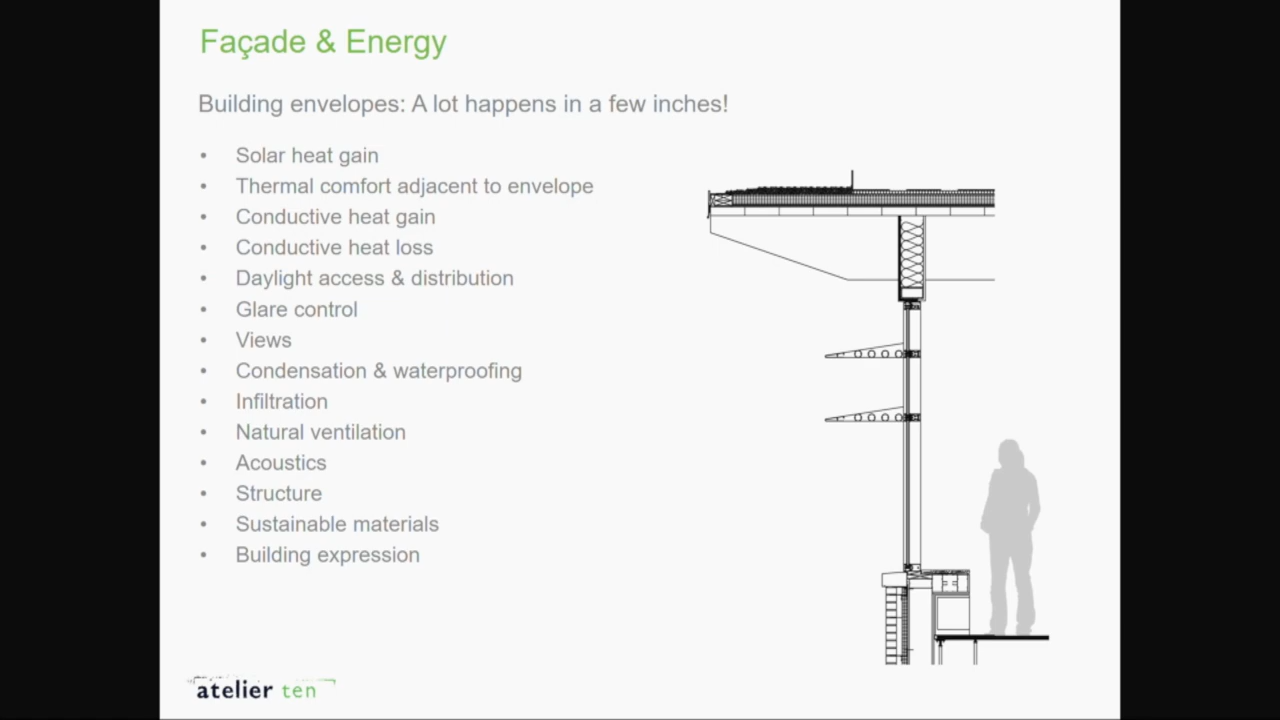 Façade & Energy
Building envelopes: A lot happens in a few inches!
• Solar heat gain
• Thermal comfort adjacent to envelope
• Conductive heat gain
• Conductive heat loss
• Daylight access & distribution
• Glare control
• Views
• Condensation & waterproofing
• Infiltration
• Natural ventilation
• Acoustics
• Structure
• Sustainable materials
• Building expression
atelier ten